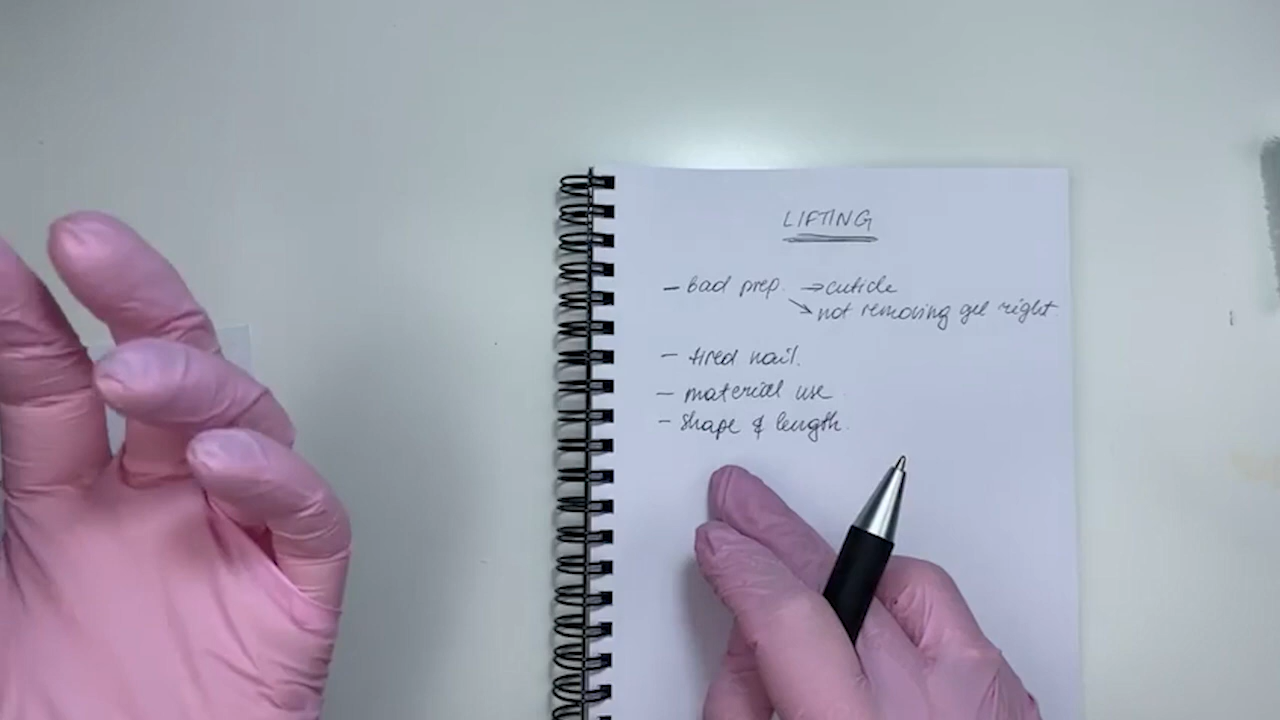 LIFTING
- bad prep. → cuticle
↘ not removing gel right
- tired nail.
- material use
- shape & length.